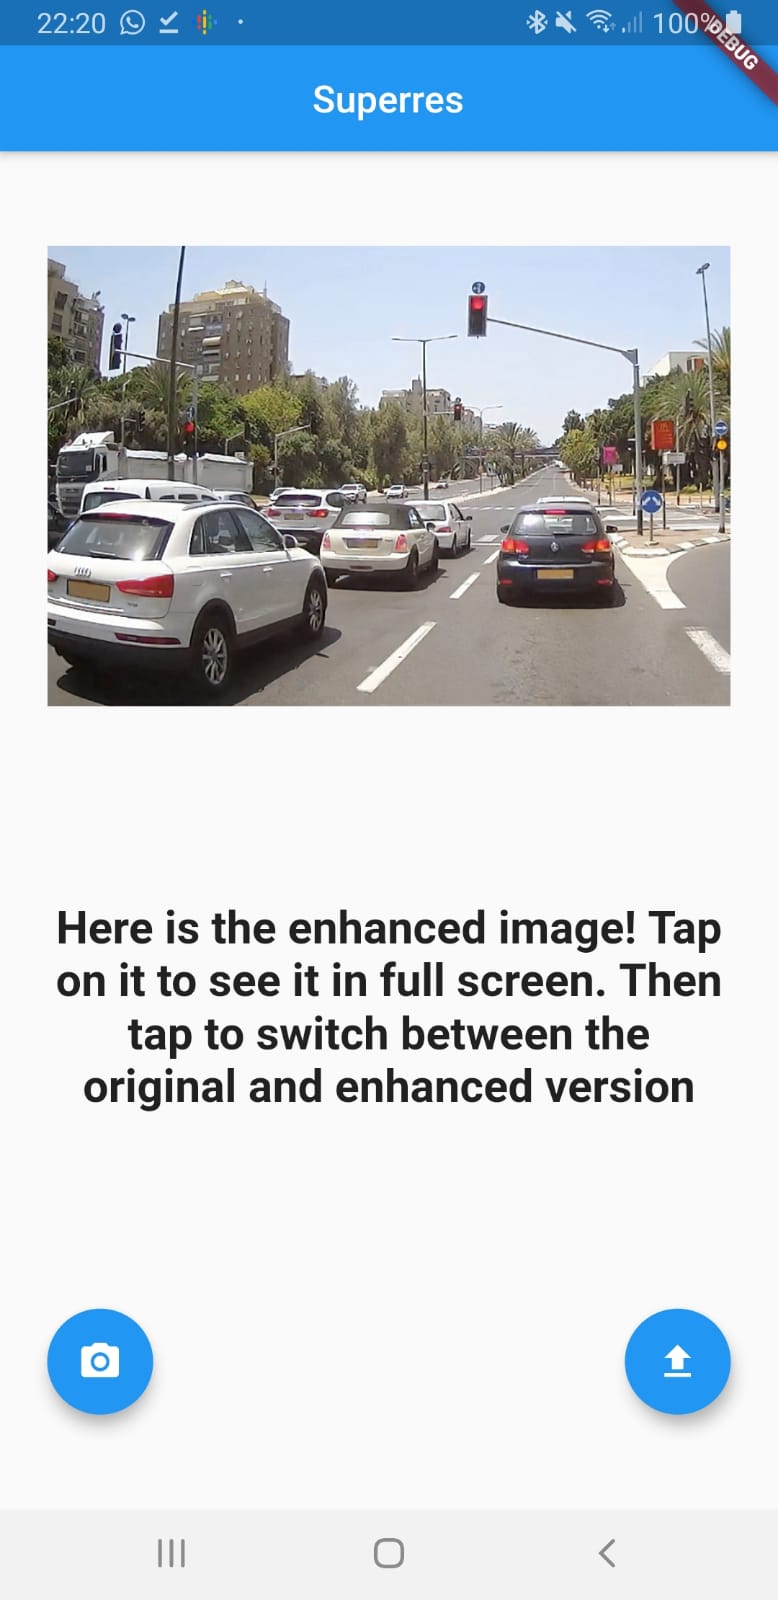 22:20
100%
DEBUG
Superres
Here is the enhanced image! Tap
on it to see it in full screen. Then
tap to switch between the
original and enhanced version